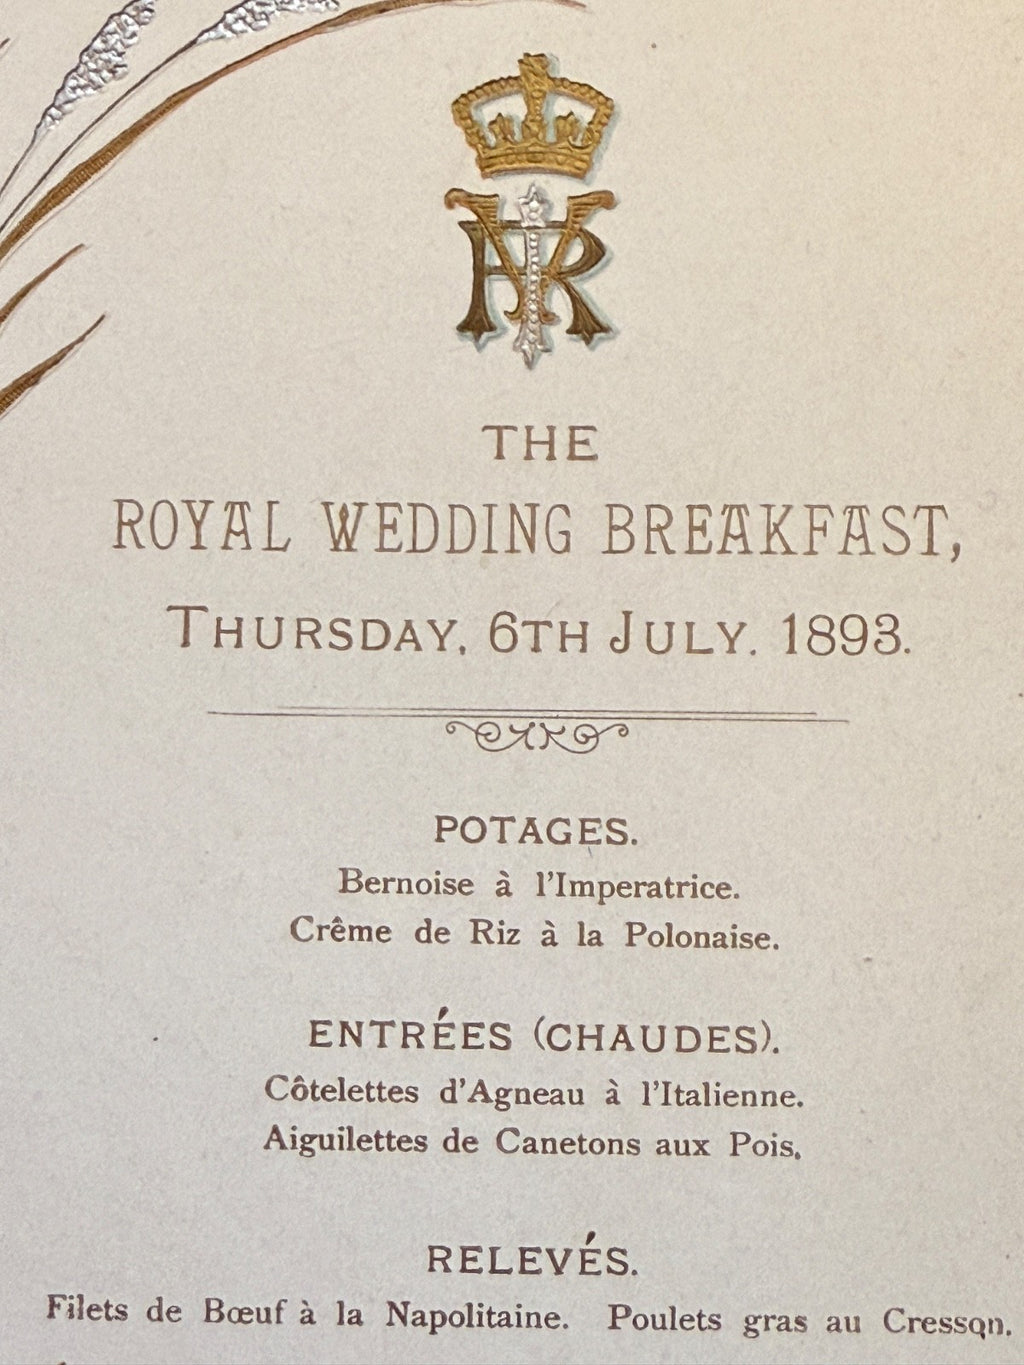 VRI
THE
ROYAL WEDDING BREAKFAST,
THURSDAY, 6TH JULY. 1893.
POTAGES.
Bernoise à l'Imperatrice.
Crême de Riz à la Polonaise.
ENTRÉES (CHAUDES).
Côtelettes d'Agneau à l'Italienne.
Aiguilettes de Canetons aux Pois.
RELEVÉS.
Filets de Bœuf à la Napolitaine. Poulets gras au Cresson.